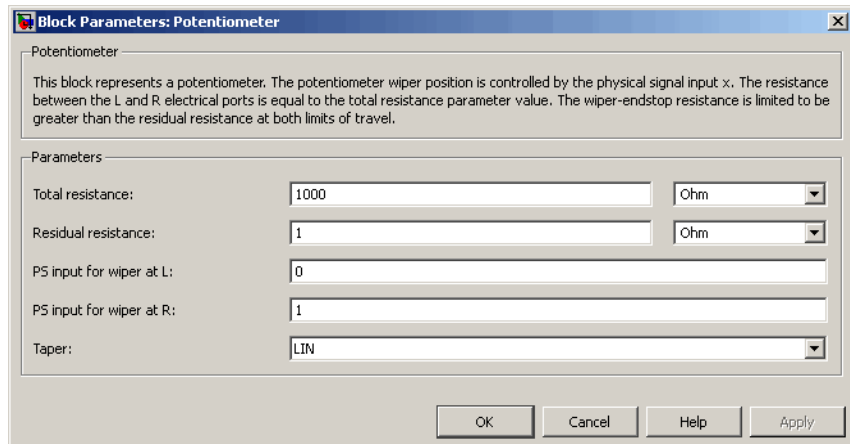 Block Parameters: Potentiometer
Potentiometer
This block represents a potentiometer. The potentiometer wiper position is controlled by the physical signal input x. The resistance
between the L and R electrical ports is equal to the total resistance parameter value. The wiper-endstop resistance is limited to be
greater than the residual resistance at both limits of travel.
Parameters
Total resistance: 1000 Ohm
Residual resistance: 1 Ohm
PS input for wiper at L: 0
PS input for wiper at R: 1
Taper: LIN
OK Cancel Help Apply